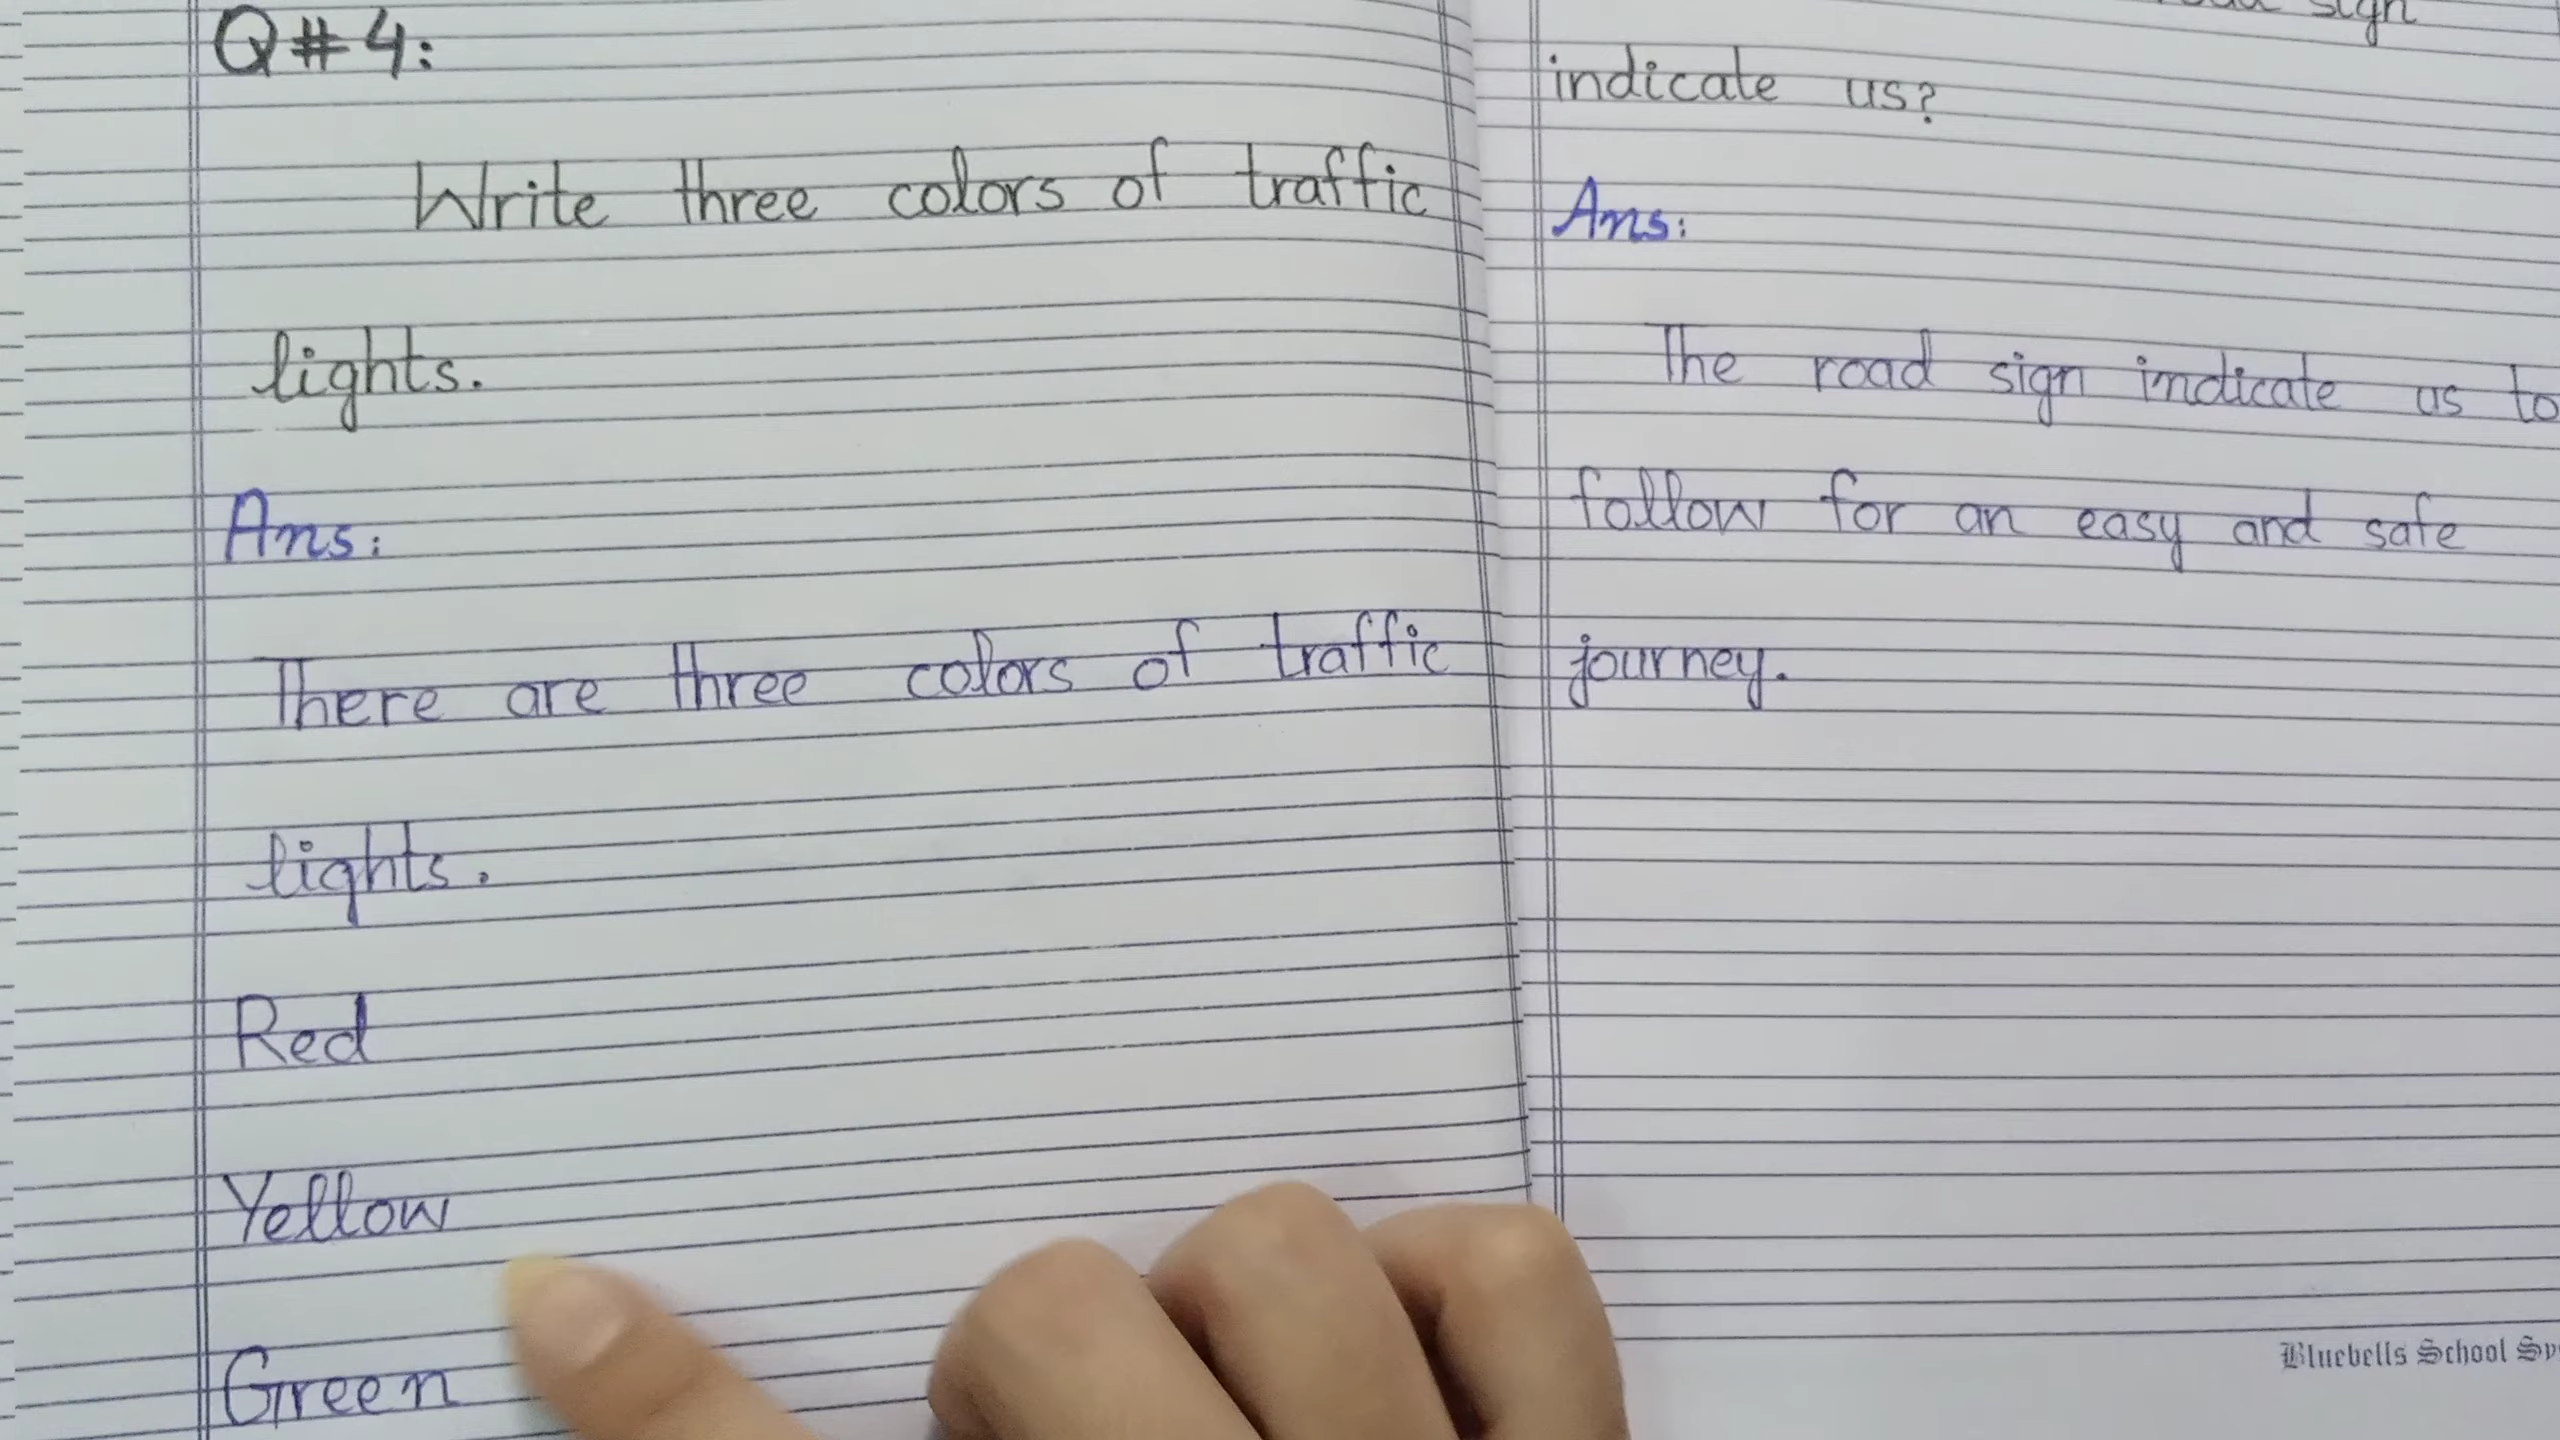 Q#4:
Write three colors of traffic
lights.
Ans:
There are three colors of traffic
lights.
Red
Yellow
Green
sign
indicate us?
Ans:
The road sign indicate us to
follow for an easy and safe
journey.
Bluebells School